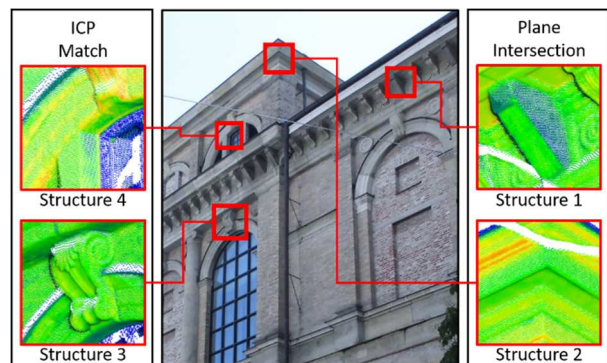 ICP
Match
Structure 4
Structure 3
Plane
Intersection
Structure 1
Structure 2